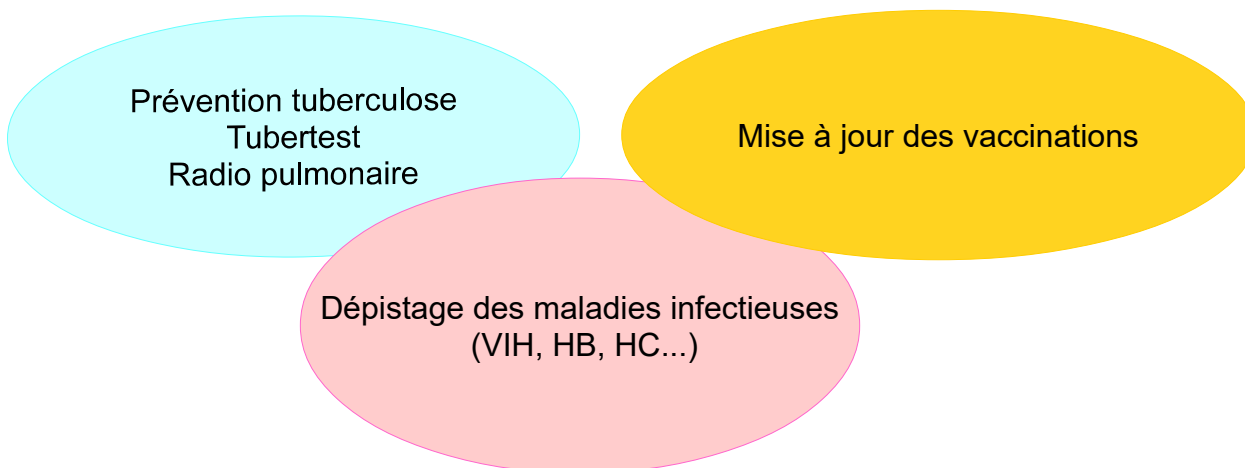 Prévention tuberculose
Tubertest
Radio pulmonaire
Mise à jour des vaccinations
Dépistage des maladies infectieuses
(VIH, HB, HC...)